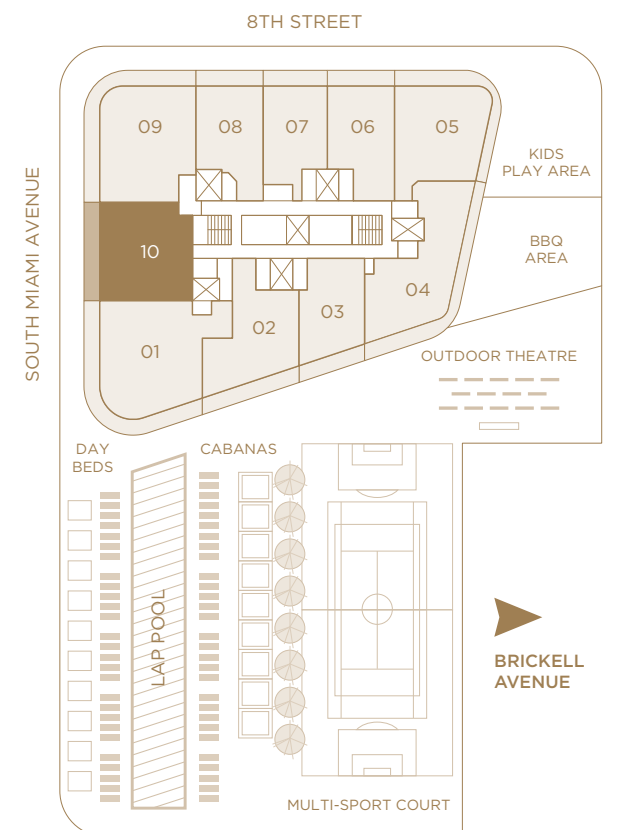 8TH STREET
SOUTH MIAMI AVENUE
09
08
07
06
05
KIDS
PLAY AREA
10
BBQ
AREA
04
03
02
01
OUTDOOR THEATRE
DAY
BEDS
CABANAS
LAP POOL
BRICKELL
AVENUE
MULTI-SPORT COURT